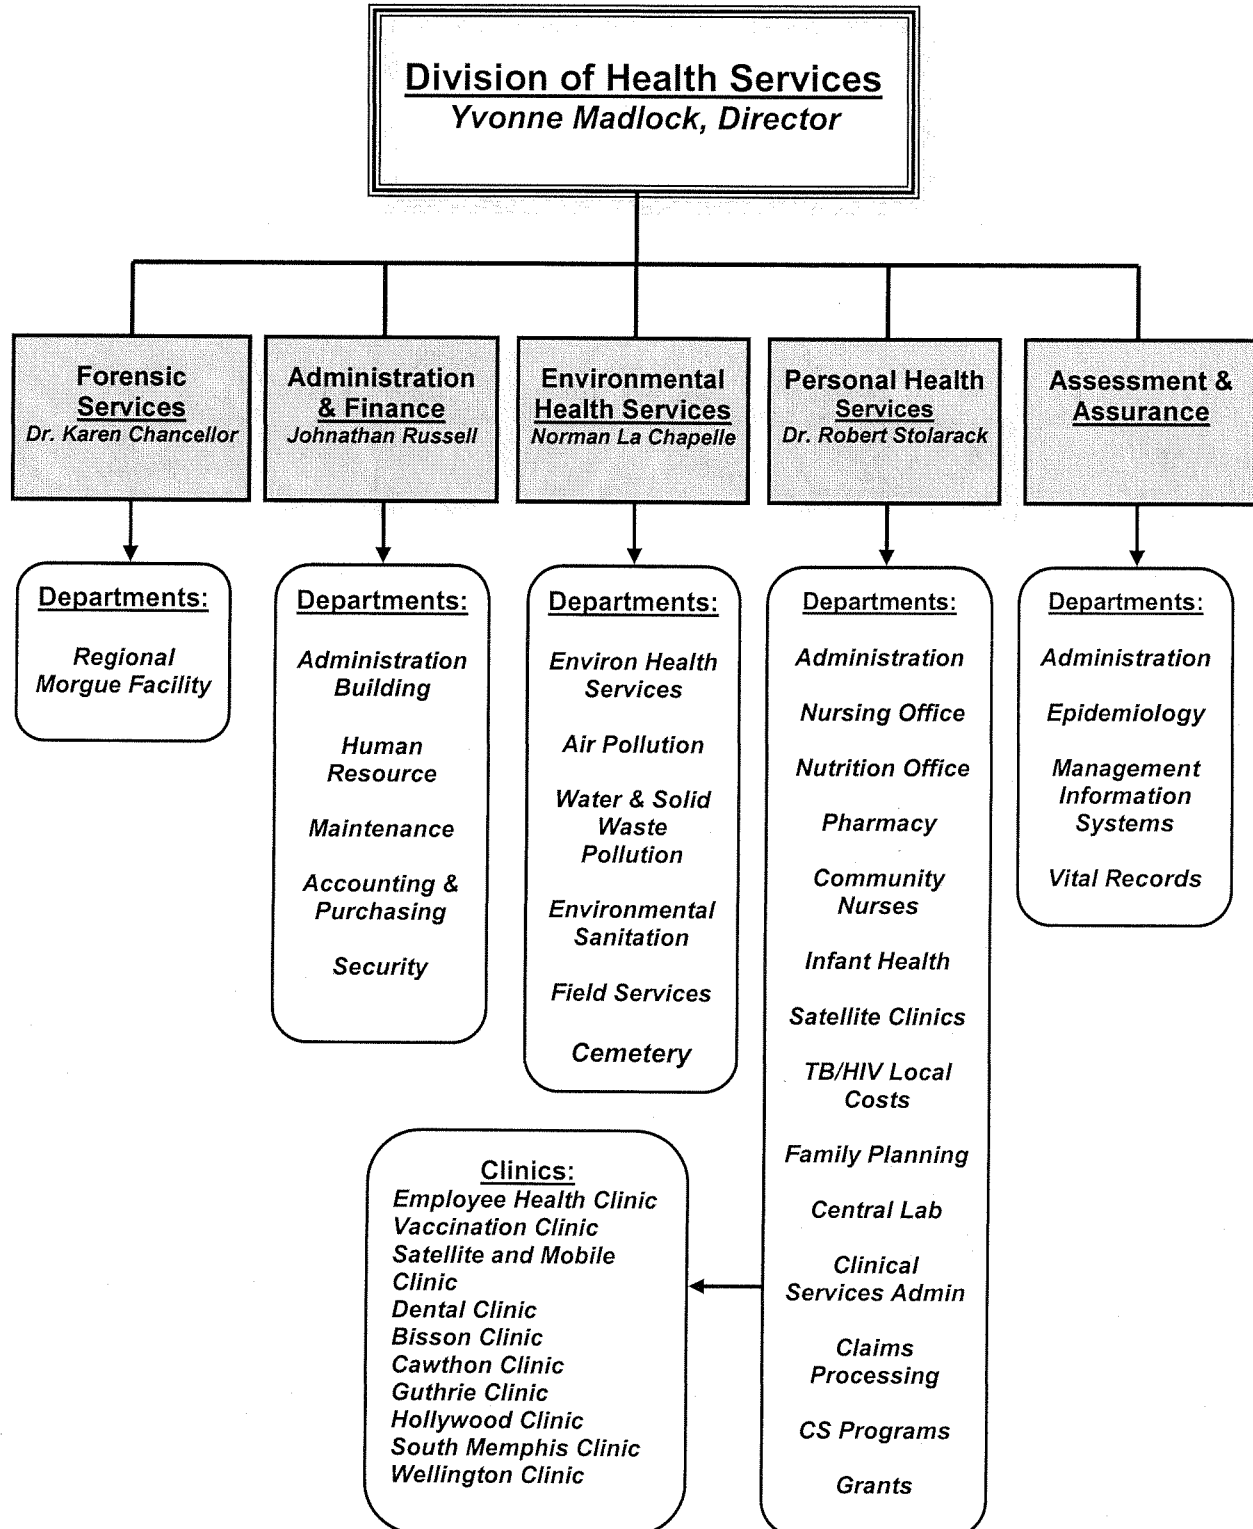 Division of Health Services
Yvonne Madlock, Director
Forensic
Services
Dr. Karen Chancellor
Administration
& Finance
Johnathan Russell
Environmental
Health Services
Norman La Chapelle
Personal Health
Services
Dr. Robert Stolarack
Assessment &
Assurance
Departments:
Regional
Morgue Facility
Departments:
Administration
Building
Human
Resource
Maintenance
Accounting &
Purchasing
Security
Departments:
Environ Health
Services
Air Pollution
Water & Solid
Waste
Pollution
Environmental
Sanitation
Field Services
Cemetery
Departments:
Administration
Nursing Office
Nutrition Office
Pharmacy
Community
Nurses
Infant Health
Satellite Clinics
TB/HIV Local
Costs
Family Planning
Central Lab
Clinical
Services Admin
Claims
Processing
CS Programs
Grants
Departments:
Administration
Epidemiology
Management
Information
Systems
Vital Records
Clinics:
Employee Health Clinic
Vaccination Clinic
Satellite and Mobile
Clinic
Dental Clinic
Bisson Clinic
Cawthon Clinic
Guthrie Clinic
Hollywood Clinic
South Memphis Clinic
Wellington Clinic